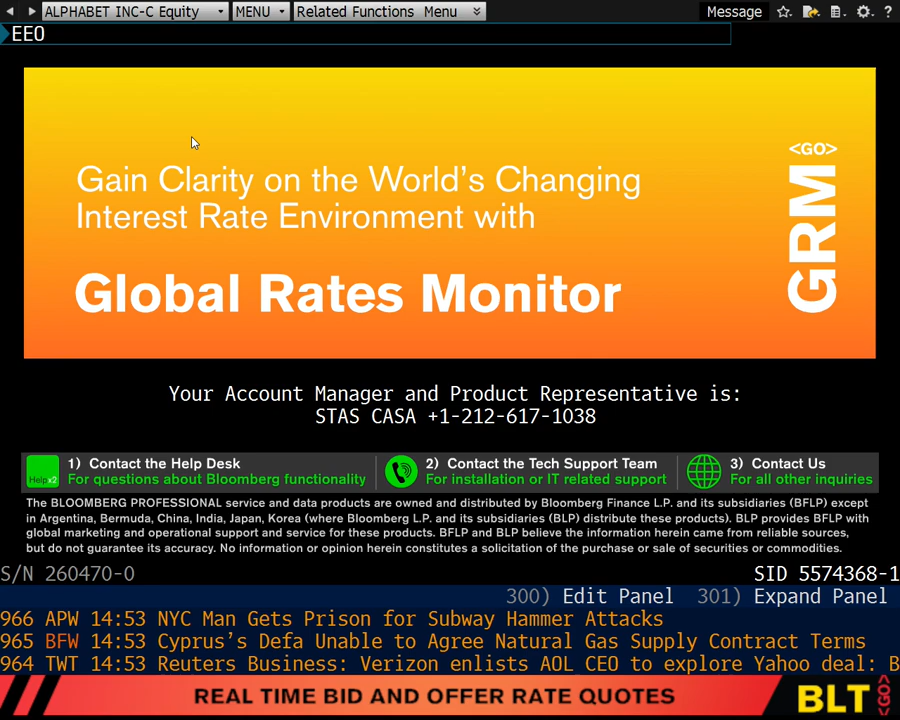 ALPHABET INC-C Equity MENU Related Functions Menu Message ?
EEO
Gain Clarity on the World's Changing
Interest Rate Environment with
Global Rates Monitor
GRM <GO>
Your Account Manager and Product Representative is:
STAS CASA +1-212-617-1038
Help x2 1) Contact the Help Desk
For questions about Bloomberg functionality
2) Contact the Tech Support Team
For installation or IT related support
3) Contact Us
For all other inquiries
The BLOOMBERG PROFESSIONAL service and data products are owned and distributed by Bloomberg Finance L.P. and its subsidiaries (BFLP) except
in Argentina, Bermuda, China, India, Japan, Korea (where Bloomberg L.P. and its subsidiaries (BLP) distribute these products). BLP provides BFLP with
global marketing and operational support and service for these products. BFLP and BLP believe the information herein came from reliable sources,
but do not guarantee its accuracy. No information or opinion herein constitutes a solicitation of the purchase or sale of securities or commodities.
S/N 260470-0 SID 5574368-1
300) Edit Panel 301) Expand Panel
966 APW 14:53 NYC Man Gets Prison for Subway Hammer Attacks
965 BFW 14:53 Cyprus's Defa Unable to Agree Natural Gas Supply Contract Terms
964 TWT 14:53 Reuters Business: Verizon enlists AOL CEO to explore Yahoo deal: B
REAL TIME BID AND OFFER RATE QUOTES BLT <GO>